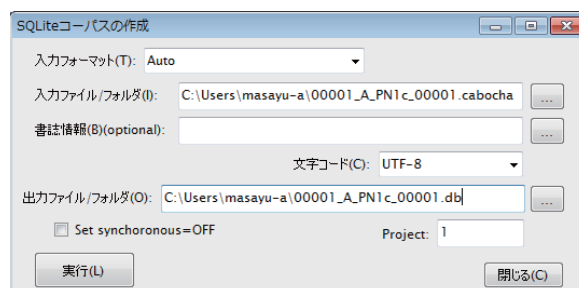 SQLiteコーパスの作成
入力フォーマット(T): Auto
入力ファイル/フォルダ(I): C:\Users\masayu-a\00001_A_PN1c_00001.cabocha ...
書誌情報(B)(optional): ...
文字コード(C): UTF-8
出力ファイル/フォルダ(O): C:\Users\masayu-a\00001_A_PN1c_00001.db ...
Set synchoronous=OFF Project: 1
実行(L) 閉じる(C)